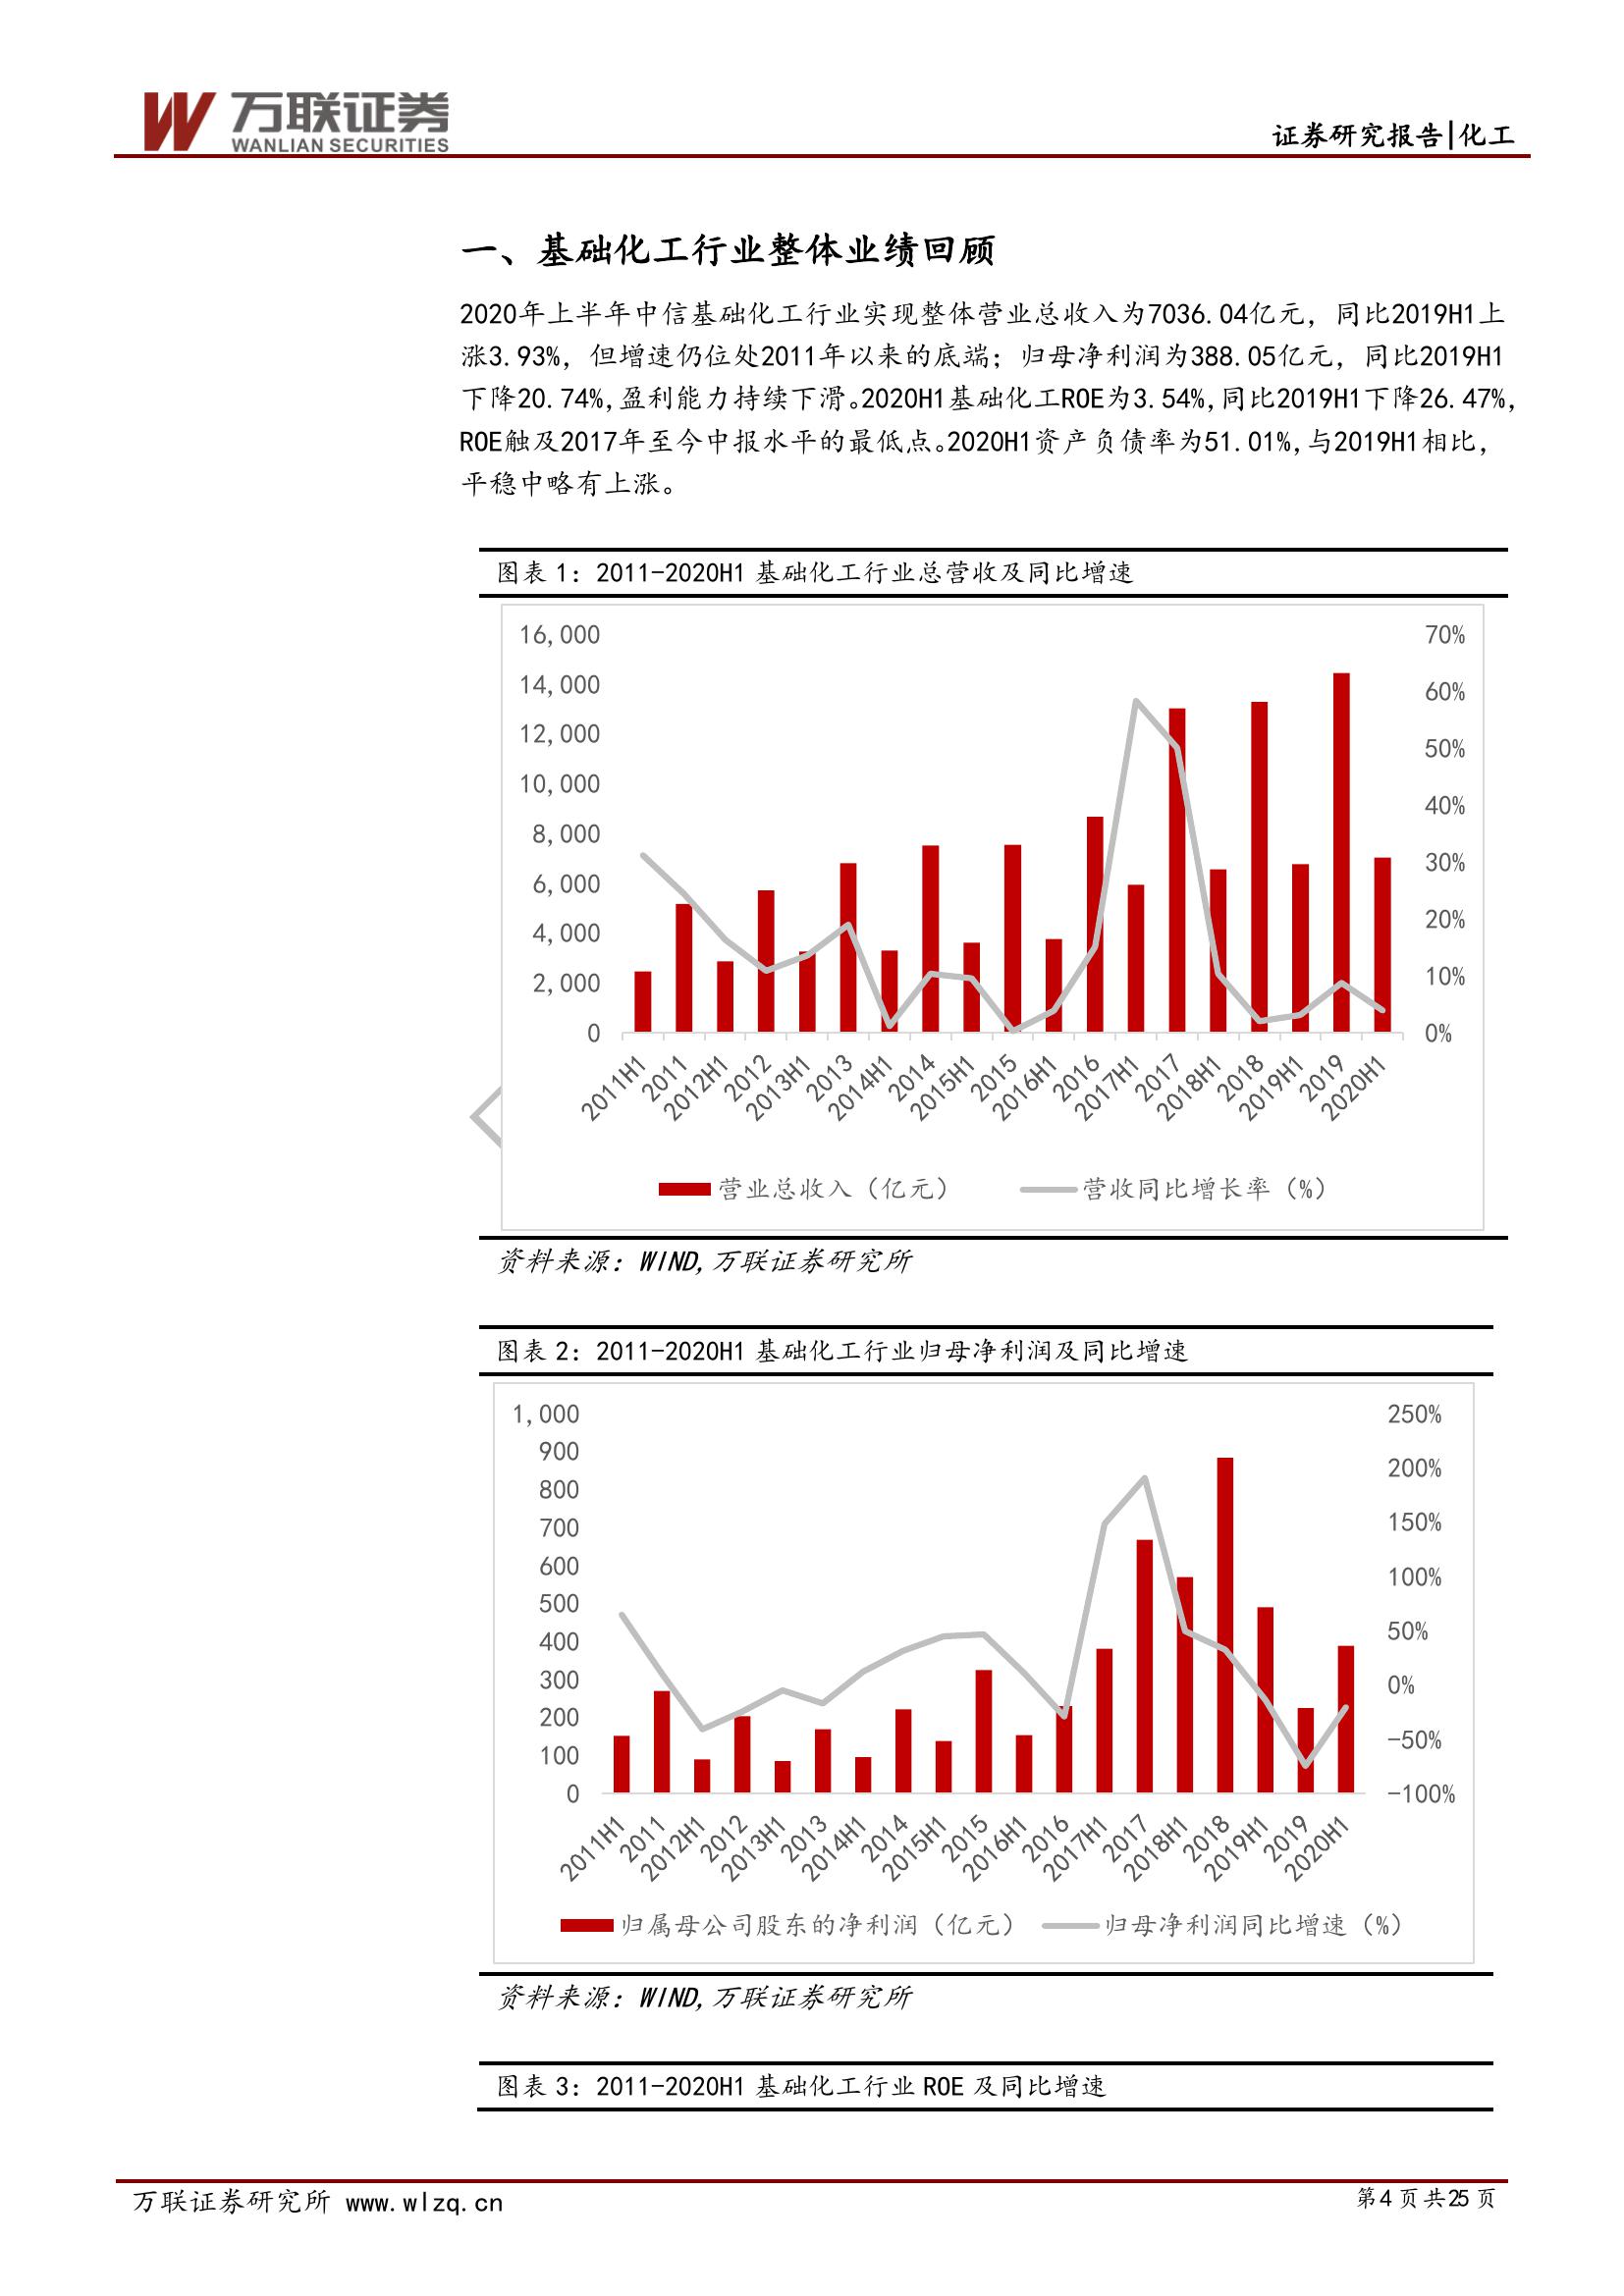 万联证券
WANLIAN SECURITIES
证券研究报告|化工
一、基础化工行业整体业绩回顾
2020年上半年中信基础化工行业实现整体营业总收入为7036.04亿元，同比2019H1上
涨3.93%，但增速仍位处2011年以来的底端；归母净利润为388.05亿元，同比2019H1
下降20.74%,盈利能力持续下滑。2020H1基础化工ROE为3.54%,同比2019H1下降26.47%,
ROE触及2017年至今中报水平的最低点。2020H1资产负债率为51.01%,与2019H1相比，
平稳中略有上涨。
图表 1：2011-2020H1 基础化工行业总营收及同比增速
16,000
14,000
12,000
10,000
8,000
6,000
4,000
2,000
0
70%
60%
50%
40%
30%
20%
10%
0%
2011H1
2011
2012H1
2012
2013H1
2013
2014H1
2014
2015H1
2015
2016H1
2016
2017H1
2017
2018H1
2018
2019H1
2019
2020H1
营业总收入（亿元）
营收同比增长率（%）
资料来源：WIND,万联证券研究所
图表 2：2011-2020H1 基础化工行业归母净利润及同比增速
1,000
900
800
700
600
500
400
300
200
100
0
250%
200%
150%
100%
50%
0%
-50%
-100%
2011H1
2011
2012H1
2012
2013H1
2013
2014H1
2014
2015H1
2015
2016H1
2016
2017H1
2017
2018H1
2018
2019H1
2019
2020H1
归属母公司股东的净利润（亿元）
归母净利润同比增速（%）
资料来源：WIND,万联证券研究所
图表 3：2011-2020H1 基础化工行业 ROE 及同比增速
万联证券研究所 www.wlzq.cn
第4页共25页